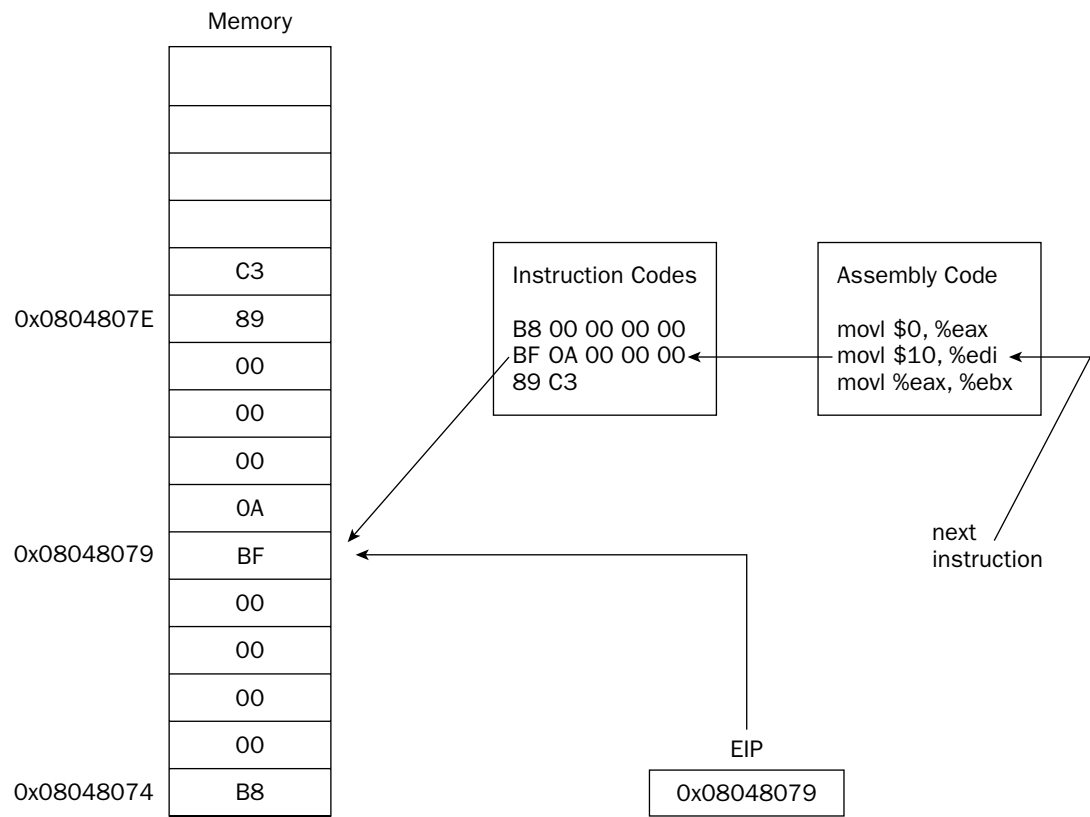 Memory
C3
0x0804807E
89
00
00
00
0A
0x08048079
BF
00
00
00
00
0x08048074
B8
Instruction Codes
B8 00 00 00 00
BF 0A 00 00 00
89 C3
Assembly Code
movl $0, %eax
movl $10, %edi
movl %eax, %ebx
next
instruction
EIP
0x08048079